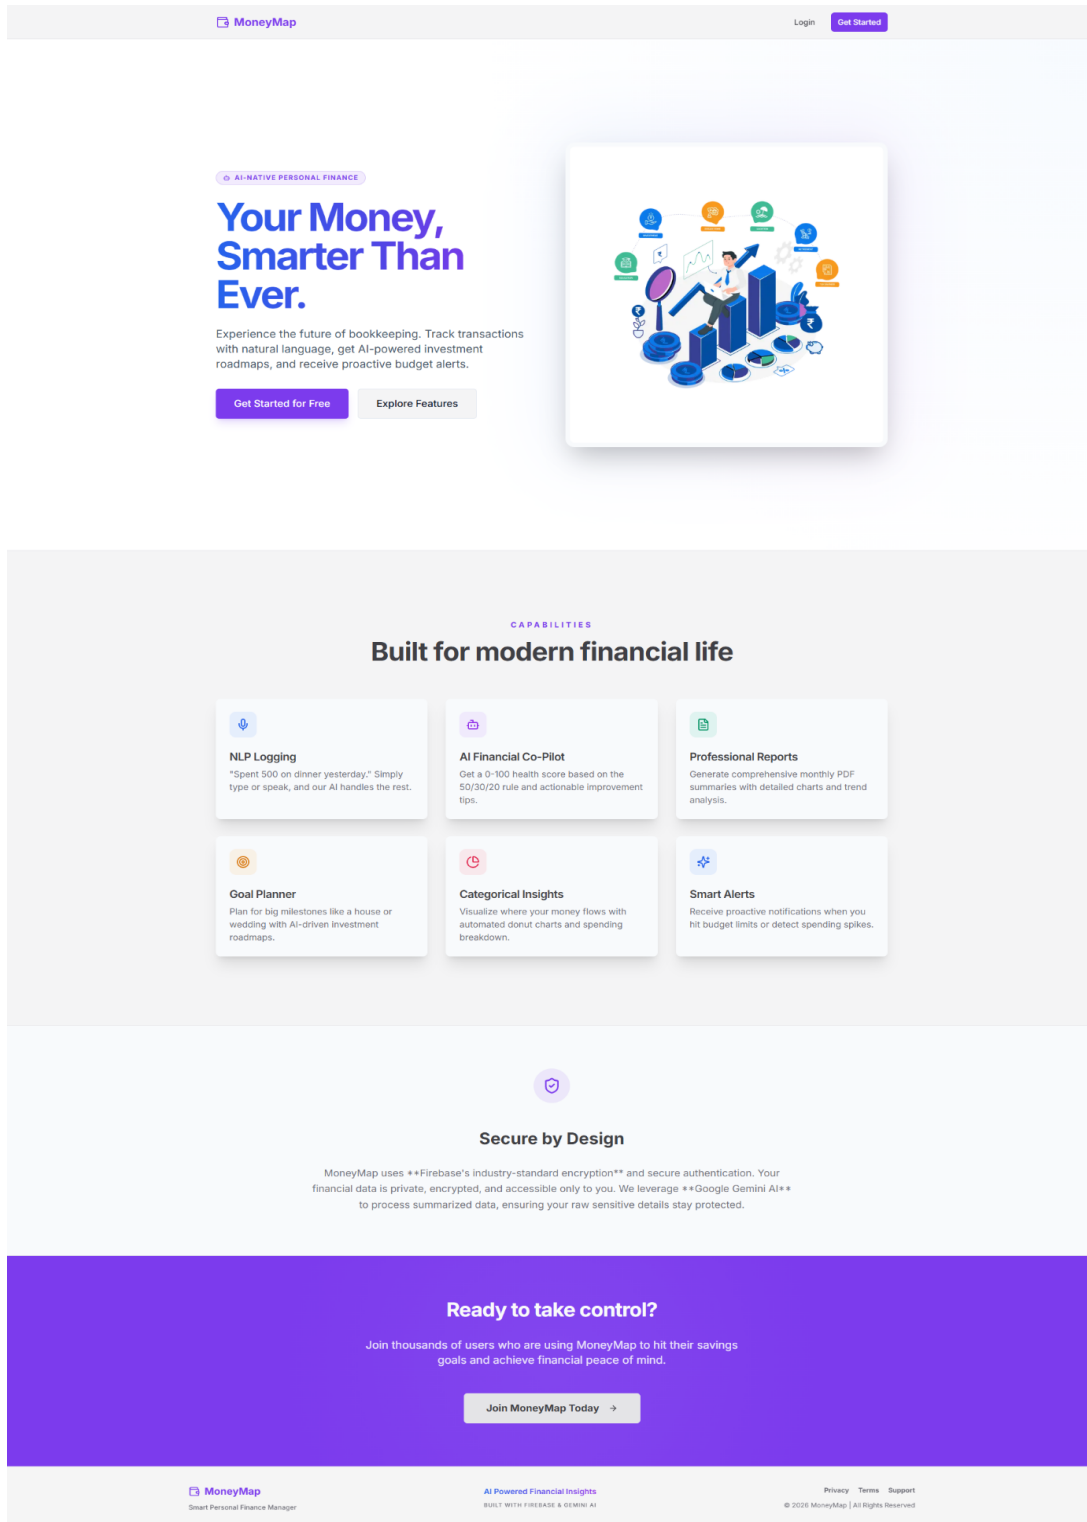 MoneyMap
Login
Get Started
AI-NATIVE PERSONAL FINANCE
Your Money,
Smarter Than
Ever.
Experience the future of bookkeeping. Track transactions
with natural language, get AI-powered investment
roadmaps, and receive proactive budget alerts.
Get Started for Free
Explore Features
CAPABILITIES
Built for modern financial life
NLP Logging
"Spent 500 on dinner yesterday." Simply
type or speak, and our AI handles the rest.
AI Financial Co-Pilot
Get a 0-100 health score based on the
50/30/20 rule and actionable improvement
tips.
Professional Reports
Generate comprehensive monthly PDF
summaries with detailed charts and trend
analysis.
Goal Planner
Plan for big milestones like a house or
wedding with AI-driven investment
roadmaps.
Categorical Insights
Visualize where your money flows with
automated donut charts and spending
breakdown.
Smart Alerts
Receive proactive notifications when you
hit budget limits or detect spending spikes.
Secure by Design
MoneyMap uses **Firebase's industry-standard encryption** and secure authentication. Your
financial data is private, encrypted, and accessible only to you. We leverage **Google Gemini AI**
to process summarized data, ensuring your raw sensitive details stay protected.
Ready to take control?
Join thousands of users who are using MoneyMap to hit their savings
goals and achieve financial peace of mind.
Join MoneyMap Today →
MoneyMap
Smart Personal Finance Manager
AI Powered Financial Insights
BUILT WITH FIREBASE & GEMINI AI
Privacy Terms Support
© 2026 MoneyMap | All Rights Reserved